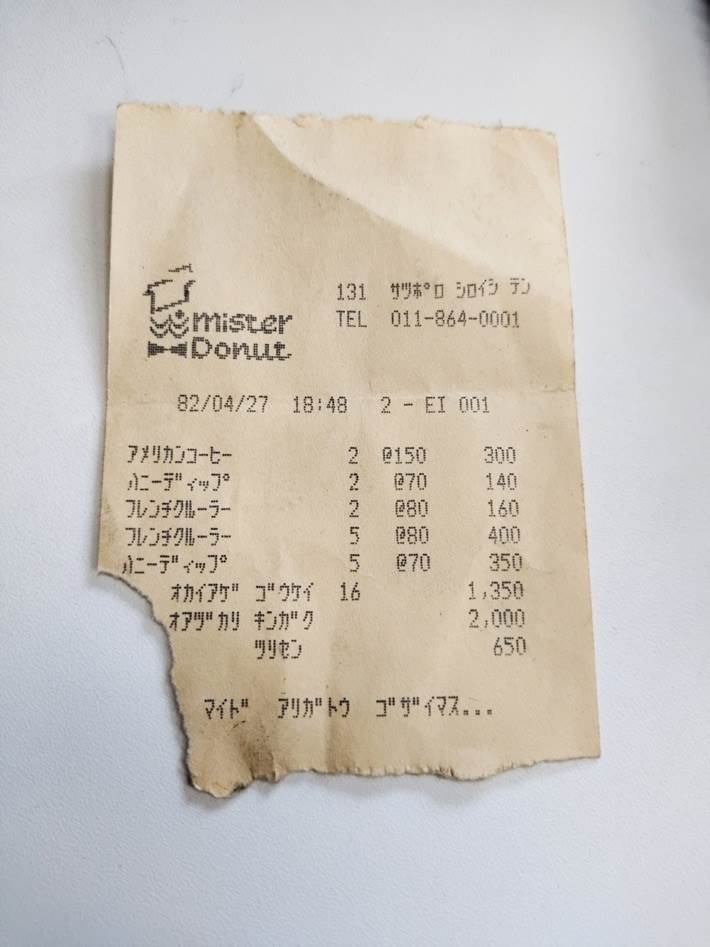 mister Donut
131 サツポロ シロイシ テン
TEL 011-864-0001
82/04/27 18:48 2 - EI 001
アメリカンコーヒー 2 @150 300
ハニーディップ 2 @70 140
フレンチクルーラー 2 @80 160
フレンチクルーラー 5 @80 400
ハニーディップ 5 @70 350
オカイアゲ ゴウケイ 16 1,350
オアヅカリ キンガク 2,000
ツリセン 650
マイド アリガトウ ゴザイマス...